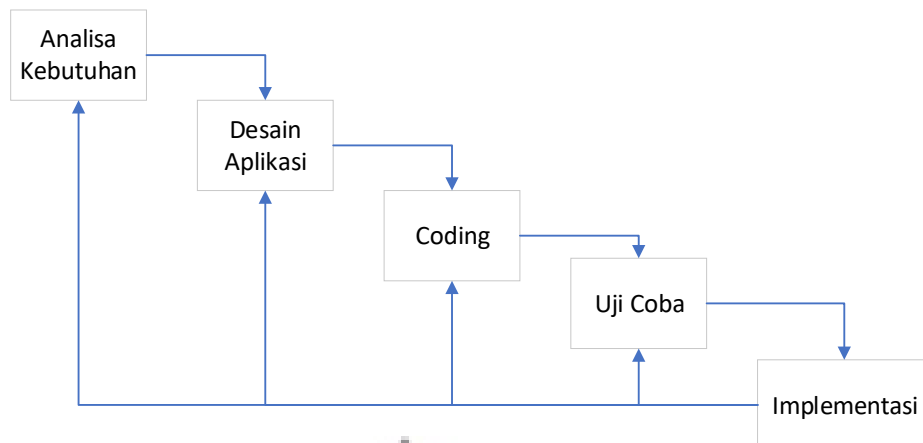 Analisa
Kebutuhan
Desain
Aplikasi
Coding
Uji Coba
Implementasi